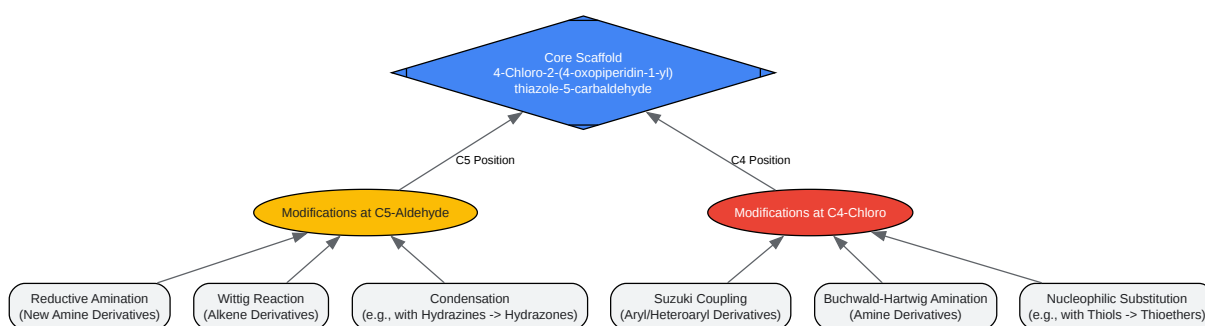 Core Scaffold
4-Chloro-2-(4-oxopiperidin-1-yl)
thiazole-5-carbaldehyde
C5 Position
C4 Position
Modifications at C5-Aldehyde
Modifications at C4-Chloro
Reductive Amination
(New Amine Derivatives)
Wittig Reaction
(Alkene Derivatives)
Condensation
(e.g., with Hydrazines -> Hydrazones)
Suzuki Coupling
(Aryl/Heteroaryl Derivatives)
Buchwald-Hartwig Amination
(Amine Derivatives)
Nucleophilic Substitution
(e.g., with Thiols -> Thioethers)